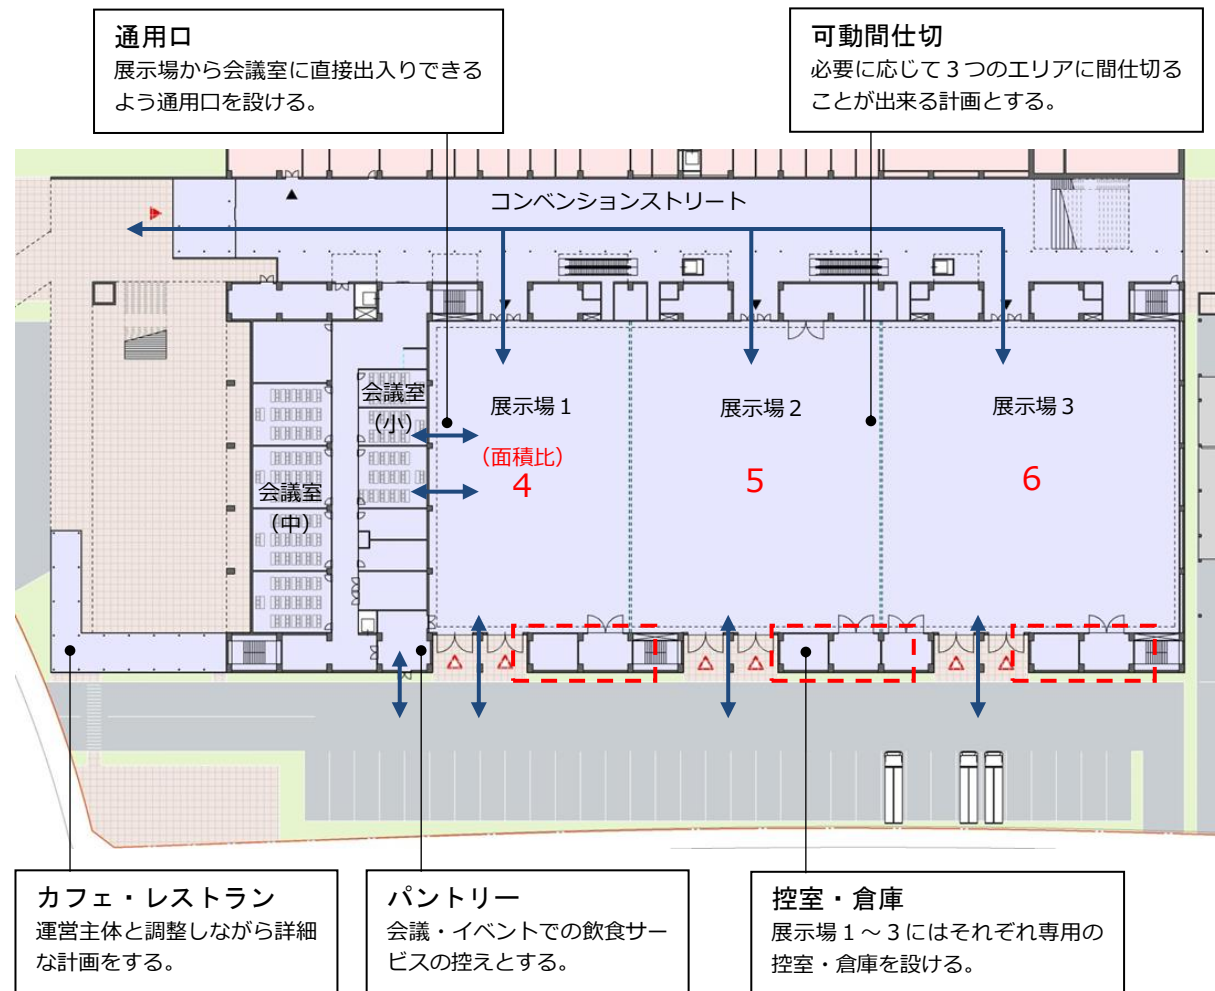 通用口
展示場から会議室に直接出入りできる
よう通用口を設ける。
可動間仕切
必要に応じて３つのエリアに間仕切る
ことが出来る計画とする。
コンベンションストリート
会議室
（小）
展示場１
展示場２
展示場３
（面積比）
4
5
6
会議室
（中）
カフェ・レストラン
運営主体と調整しながら詳細
な計画をする。
パントリー
会議・イベントでの飲食サー
ビスの控えとする。
控室・倉庫
展示場１～３にはそれぞれ専用の
控室・倉庫を設ける。